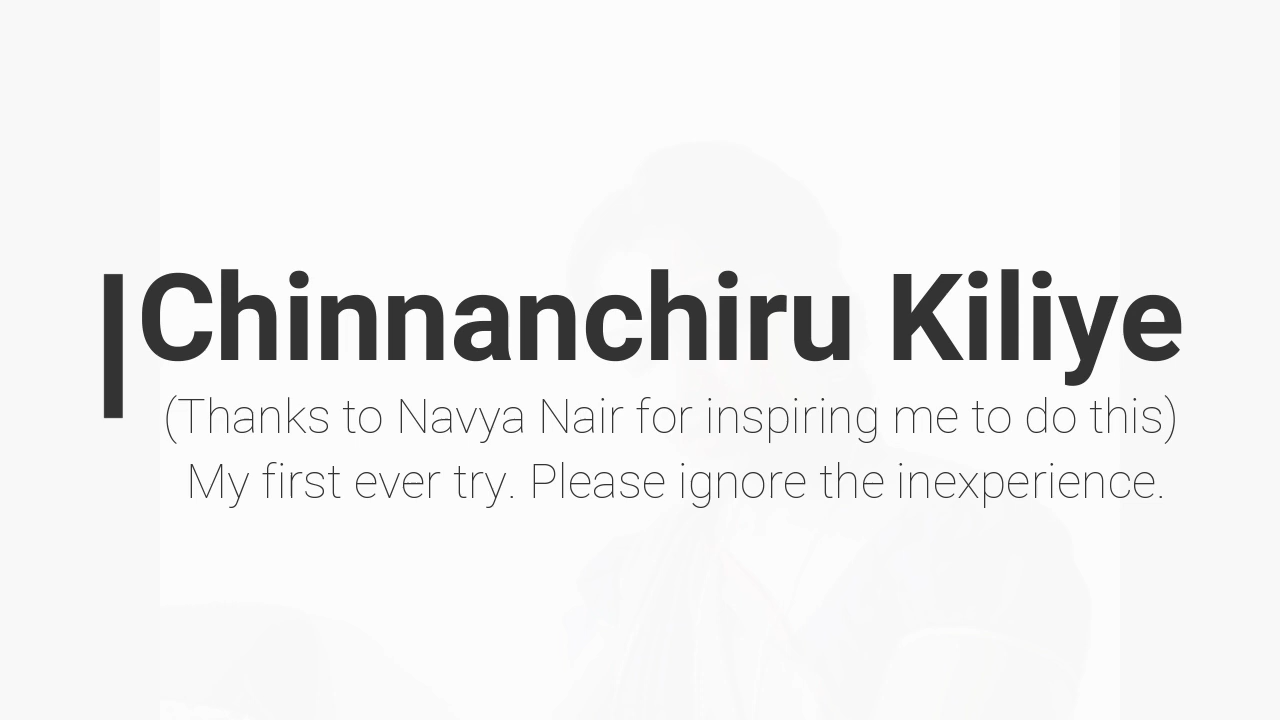 Chinnanchiru Kiliye
(Thanks to Navya Nair for inspiring me to do this)
My first ever try. Please ignore the inexperience.